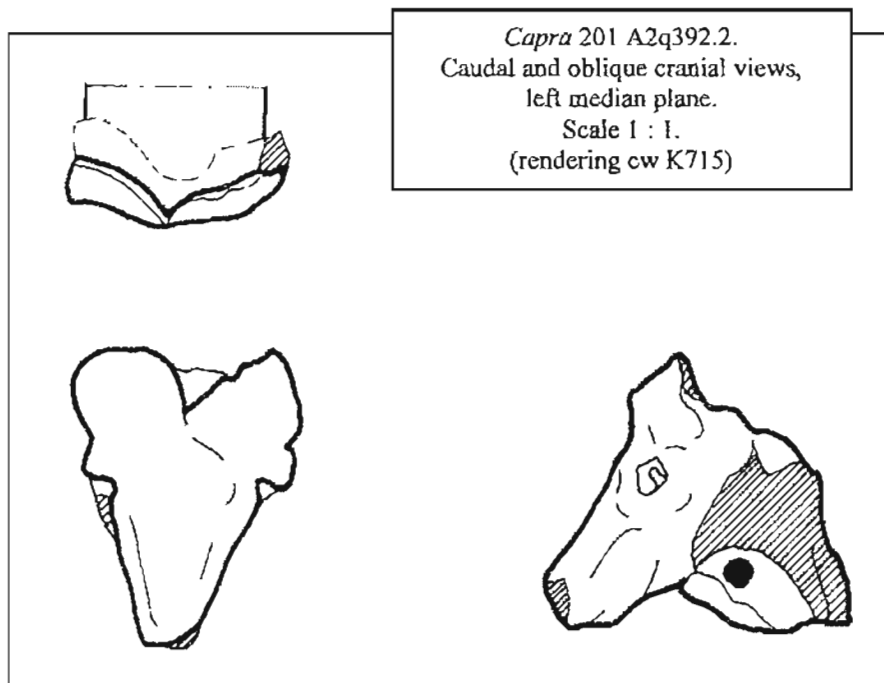 Capra 201 A2q392.2.
Caudal and oblique cranial views,
left median plane.
Scale 1 : 1.
(rendering cw K715)